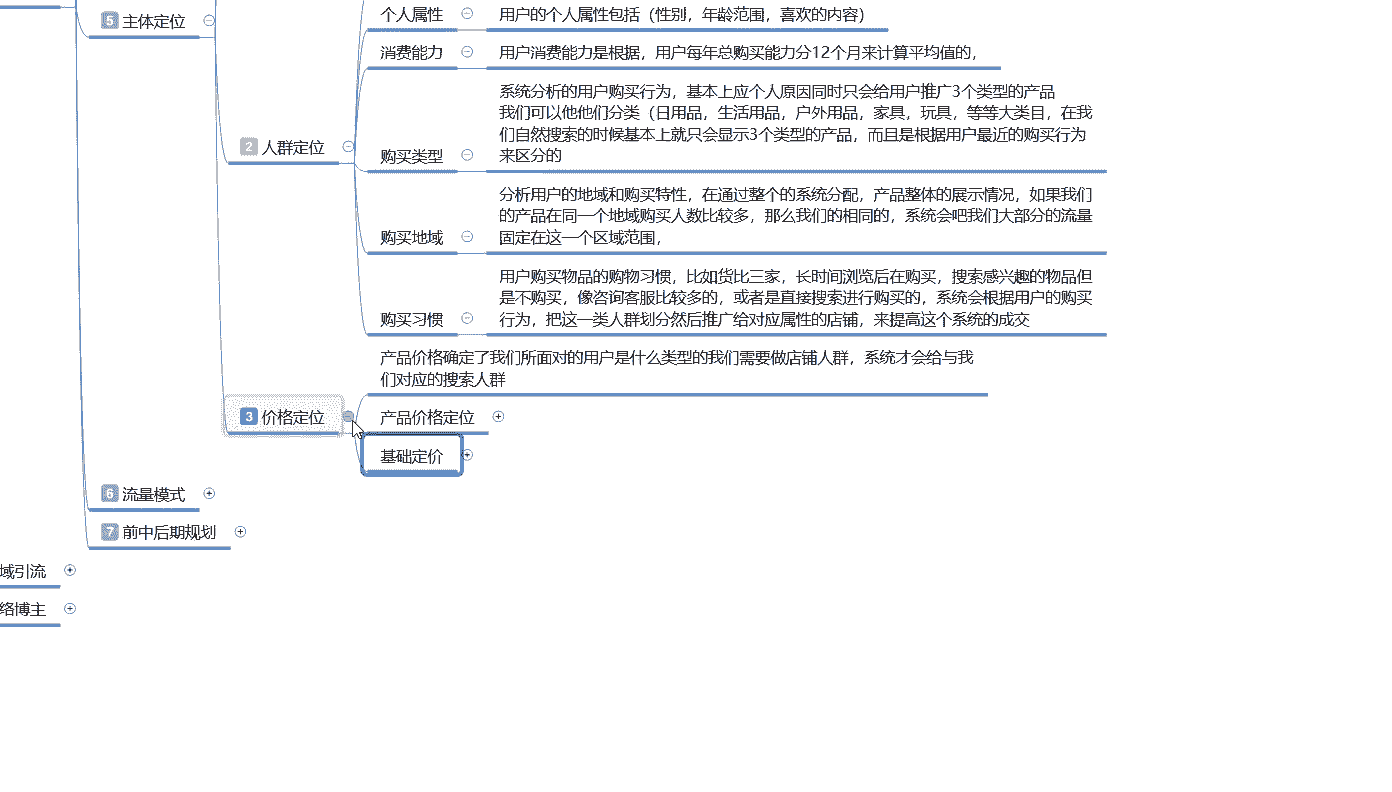 5 主体定位
个人属性
用户的个人属性包括（性别，年龄范围，喜欢的内容）
消费能力
用户消费能力是根据，用户每年总购买能力分12个月来计算平均值的，
2 人群定位
购买类型
系统分析的用户购买行为，基本上应个人原因同时只会给用户推广3个类型的产品
我们可以他他们分类（日用品，生活用品，户外用品，家具，玩具，等等大类目，在我
们自然搜索的时候基本上就只会显示3个类型的产品，而且是根据用户最近的购买行为
来区分的
购买地域
分析用户的地域和购买特性，在通过整个的系统分配，产品整体的展示情况，如果我们
的产品在同一个地域购买人数比较多，那么我们的相同的，系统会吧我们大部分的流量
固定在这一个区域范围，
购买习惯
用户购买物品的购物习惯，比如货比三家，长时间浏览后在购买，搜索感兴趣的物品但
是不购买，像咨询客服比较多的，或者是直接搜索进行购买的，系统会根据用户的购买
行为，把这一类人群划分然后推广给对应属性的店铺，来提高这个系统的成交
3 价格定位
产品价格确定了我们所面对的用户是什么类型的我们需要做店铺人群，系统才会给与我
们对应的搜索人群
产品价格定位
基础定价
6 流量模式
7 前中后期规划
域引流
络博主